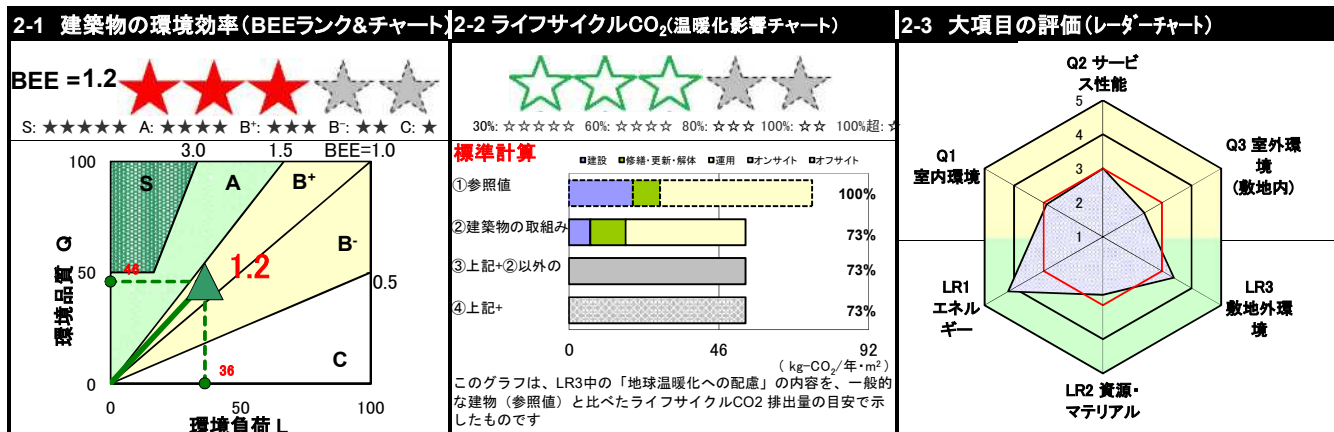 2-1 建築物の環境効率(BEEランク&チャート)
BEE = 1.2
S: ★★★★★ A: ★★★★ B⁺: ★★★ B⁻: ★★ C: ★
3.0 1.5 BEE=1.0
100
S
A
B⁺
B⁻
50
46
1.2
0.5
C
36
0
0 50 100
環境品質 Q
環境負荷 L
2-2 ライフサイクルCO₂(温暖化影響チャート)
30%: ☆☆☆☆☆ 60%: ☆☆☆☆ 80%: ☆☆☆ 100%: ☆☆ 100%超: ☆
標準計算
■建設 ■修繕・更新・解体 □運用 ■オンサイト □オフサイト
①参照値 100%
②建築物の取組み 73%
③上記+②以外の 73%
④上記+ 73%
0 46 92
( kg-CO₂/年・m²)
このグラフは、LR3中の「地球温暖化への配慮」の内容を、一般的
な建物(参照値)と比べたライフサイクルCO2 排出量の目安で示
したものです
2-3 大項目の評価(レーダーチャート)
Q2 サービ
ス性能
5
4
3
2
1
Q1
室内環境
Q3 室外環
境
(敷地内)
LR1
エネル
ギー
LR3
敷地外環
境
LR2 資源・
マテリアル